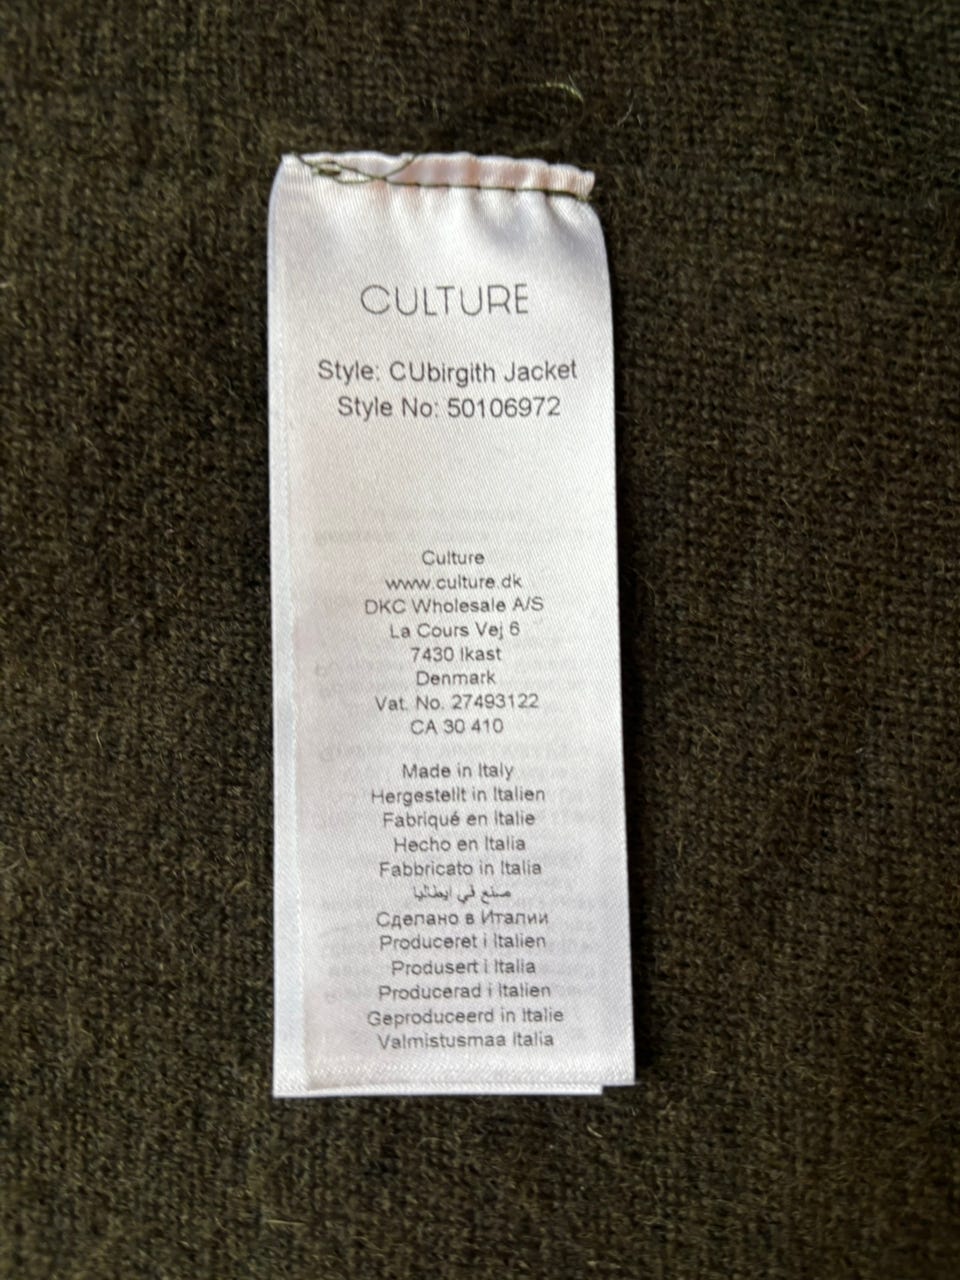 CULTURE
Style: CUbirgith Jacket
Style No: 50106972
Culture
www.culture.dk
DKC Wholesale A/S
La Cours Vej 6
7430 Ikast
Denmark
Vat. No. 27493122
CA 30 410
Made in Italy
Hergestellt in Italien
Fabriqué en Italie
Hecho en Italia
Fabbricato in Italia
صنع في ايطاليا
Сделано в Италии
Produceret i Italien
Produsert i Italia
Producerad i Italien
Geproduceerd in Italie
Valmistusmaa Italia